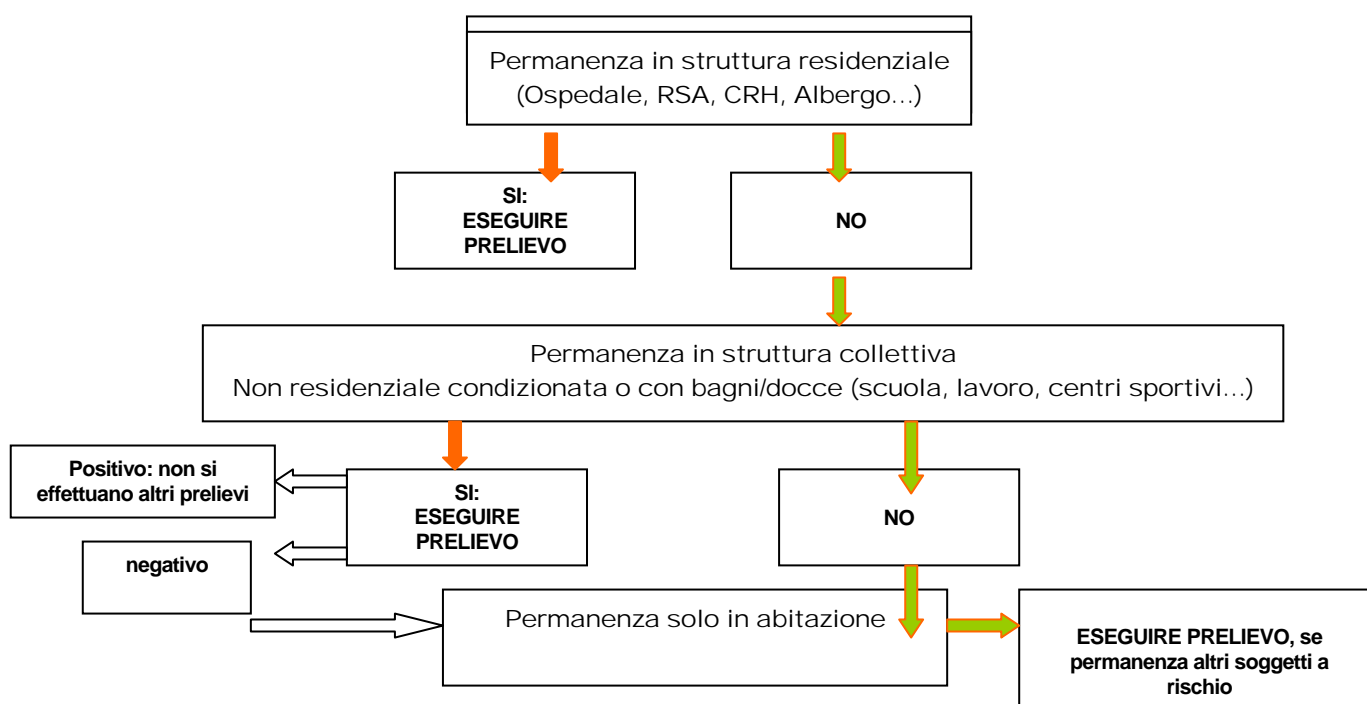 Permanenza in struttura residenziale
(Ospedale, RSA, CRH, Albergo...)
SI:
ESEGUIRE
PRELIEVO
NO
Permanenza in struttura collettiva
Non residenziale condizionata o con bagni/docce (scuola, lavoro, centri sportivi...)
Positivo: non si
effettuano altri prelievi
SI:
ESEGUIRE
PRELIEVO
NO
negativo
Permanenza solo in abitazione
ESEGUIRE PRELIEVO, se
permanenza altri soggetti a
rischio